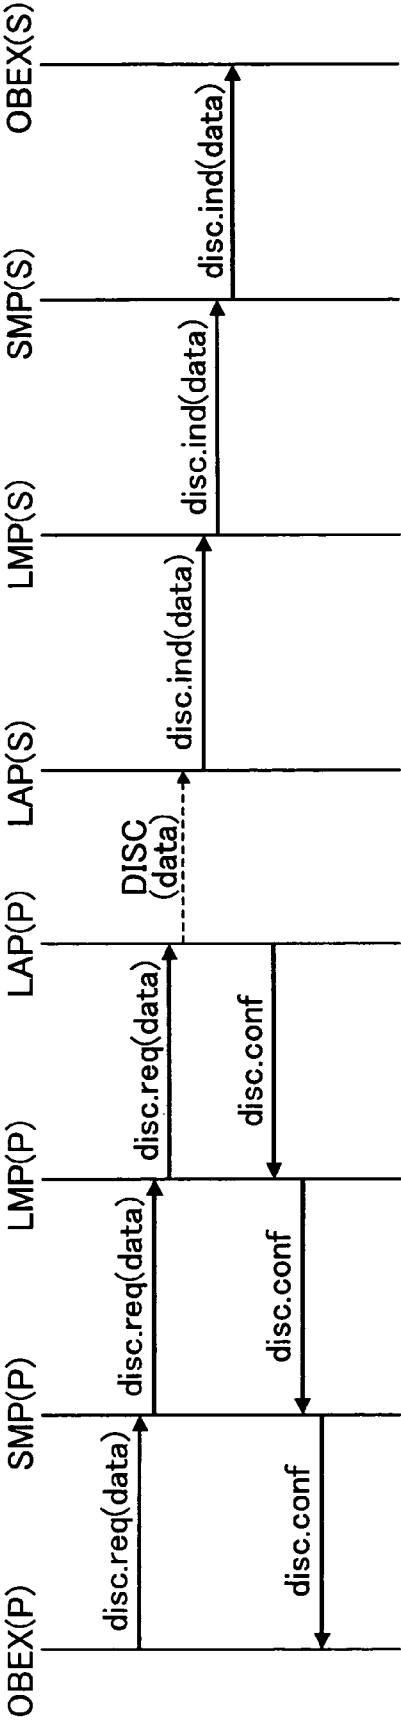 OBEX(P)
SMP(P)
LMP(P)
LAP(P)
LAP(S)
LMP(S)
SMP(S)
OBEX(S)
disc.req(data)
disc.req(data)
disc.req(data)
DISC
(data)
disc.ind(data)
disc.ind(data)
disc.ind(data)
disc.conf
disc.conf
disc.conf